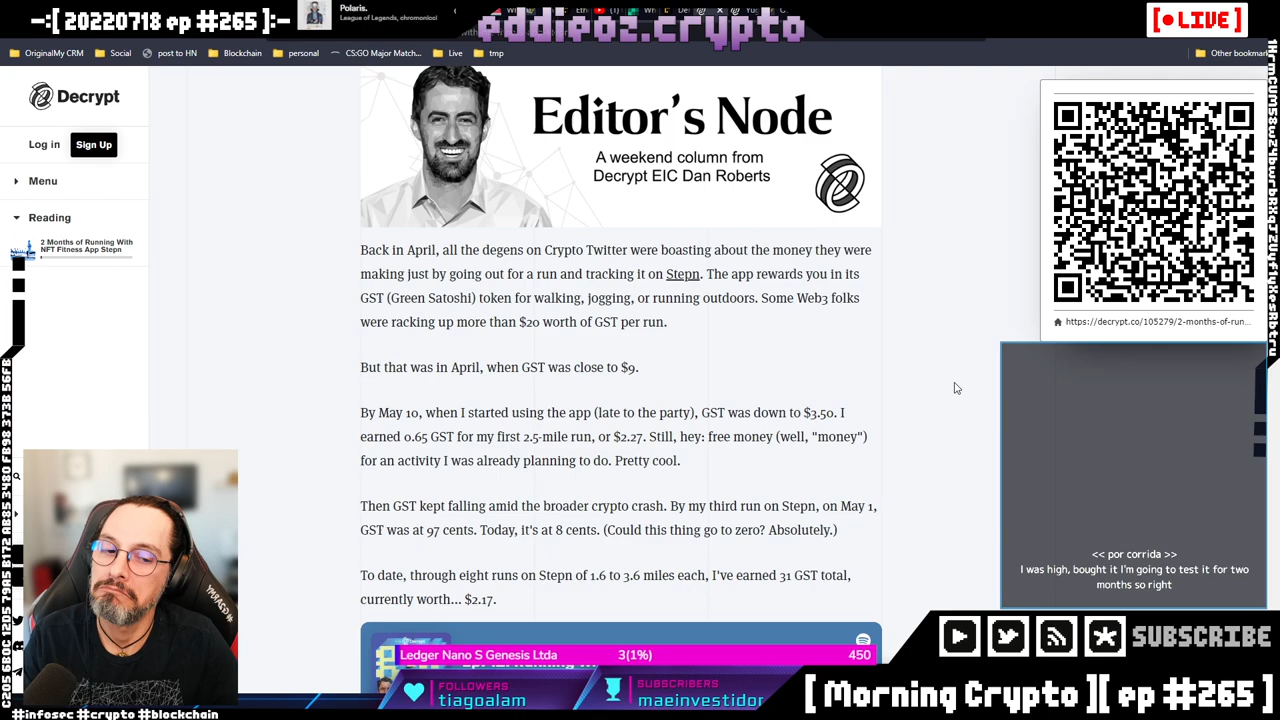 -:[ 20220718 ep #265]:-
Polaris.
League of Legends, chromonicci
eddieoz.crypto
[● LIVE]
OriginalMy CRM
Social
post to HN
Blockchain
personal
CS:GO Major Match...
Live
tmp
Other bookmar
Decrypt
Log in
Sign Up
Menu
Reading
2 Months of Running With
NFT Fitness App Stepn
Editor's Node
A weekend column from
Decrypt EIC Dan Roberts
Back in April, all the degens on Crypto Twitter were boasting about the money they were
making just by going out for a run and tracking it on Stepn. The app rewards you in its
GST (Green Satoshi) token for walking, jogging, or running outdoors. Some Web3 folks
were racking up more than $20 worth of GST per run.
But that was in April, when GST was close to $9.
By May 10, when I started using the app (late to the party), GST was down to $3.50. I
earned 0.65 GST for my first 2.5-mile run, or $2.27. Still, hey: free money (well, "money")
for an activity I was already planning to do. Pretty cool.
Then GST kept falling amid the broader crypto crash. By my third run on Stepn, on May 1,
GST was at 97 cents. Today, it's at 8 cents. (Could this thing go to zero? Absolutely.)
To date, through eight runs on Stepn of 1.6 to 3.6 miles each, I've earned 31 GST total,
currently worth... $2.17.
https://decrypt.co/105279/2-months-of-run...
<< por corrida >>
I was high, bought it I'm going to test it for two
months so right
Ledger Nano S Genesis Ltda
3(1%)
450
FOLLOWERS
tiagpalam
SUBSCRIBERS
maeinvestidor
SUBSCRIBE
[ Morning Crypto ][ ep #265 ]
#infosec #crypto #blockchain